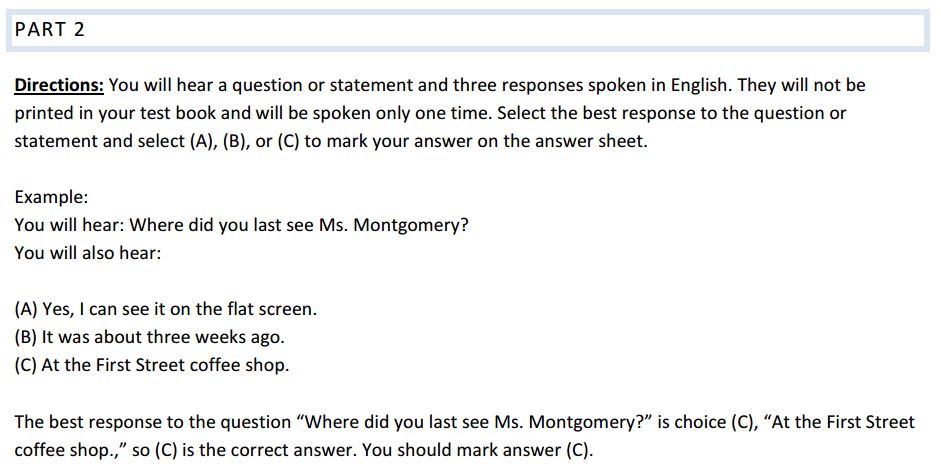 PART 2
Directions: You will hear a question or statement and three responses spoken in English. They will not be
printed in your test book and will be spoken only one time. Select the best response to the question or
statement and select (A), (B), or (C) to mark your answer on the answer sheet.
Example:
You will hear: Where did you last see Ms. Montgomery?
You will also hear:
(A) Yes, I can see it on the flat screen.
(B) It was about three weeks ago.
(C) At the First Street coffee shop.
The best response to the question “Where did you last see Ms. Montgomery?” is choice (C), “At the First Street
coffee shop.,” so (C) is the correct answer. You should mark answer (C).